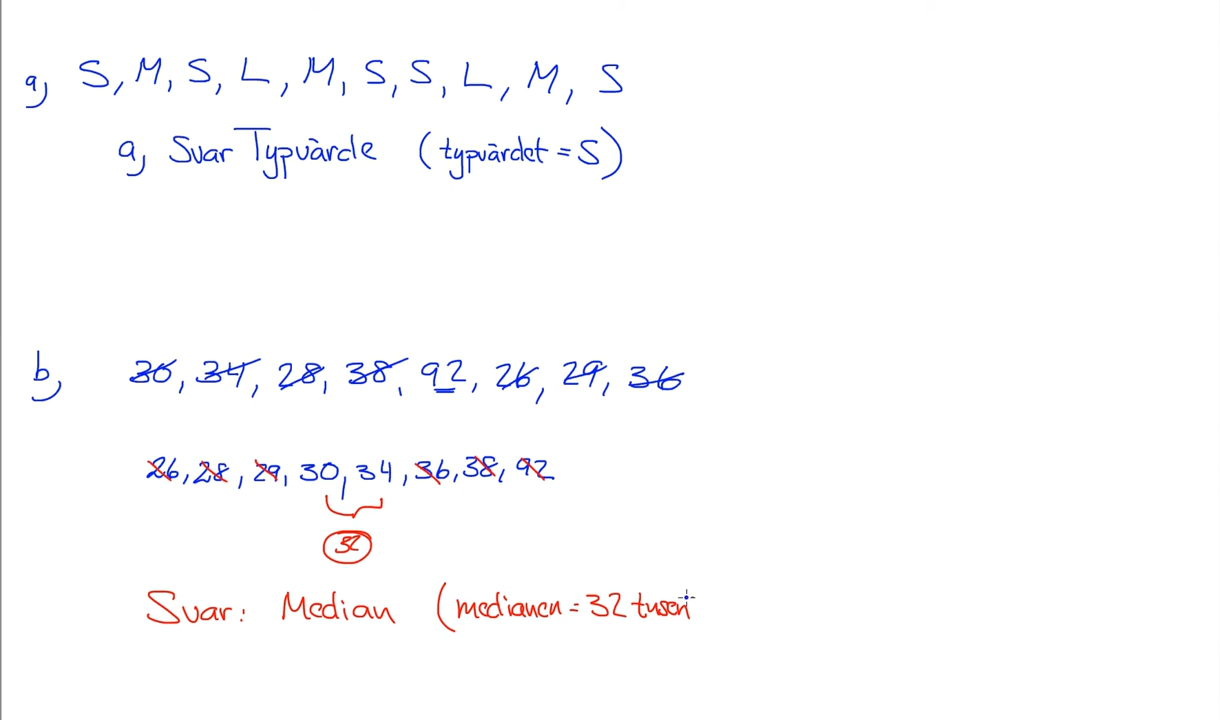 a, S, M, S, L, M, S, S, L, M, S
a, Svar Typvärde (typvärdet = S)
b, 30, 34, 28, 38, 92, 26, 29, 36
26, 28, 29, 30, 34, 36, 38, 92
32
Svar: Median (medianen = 32 tusen